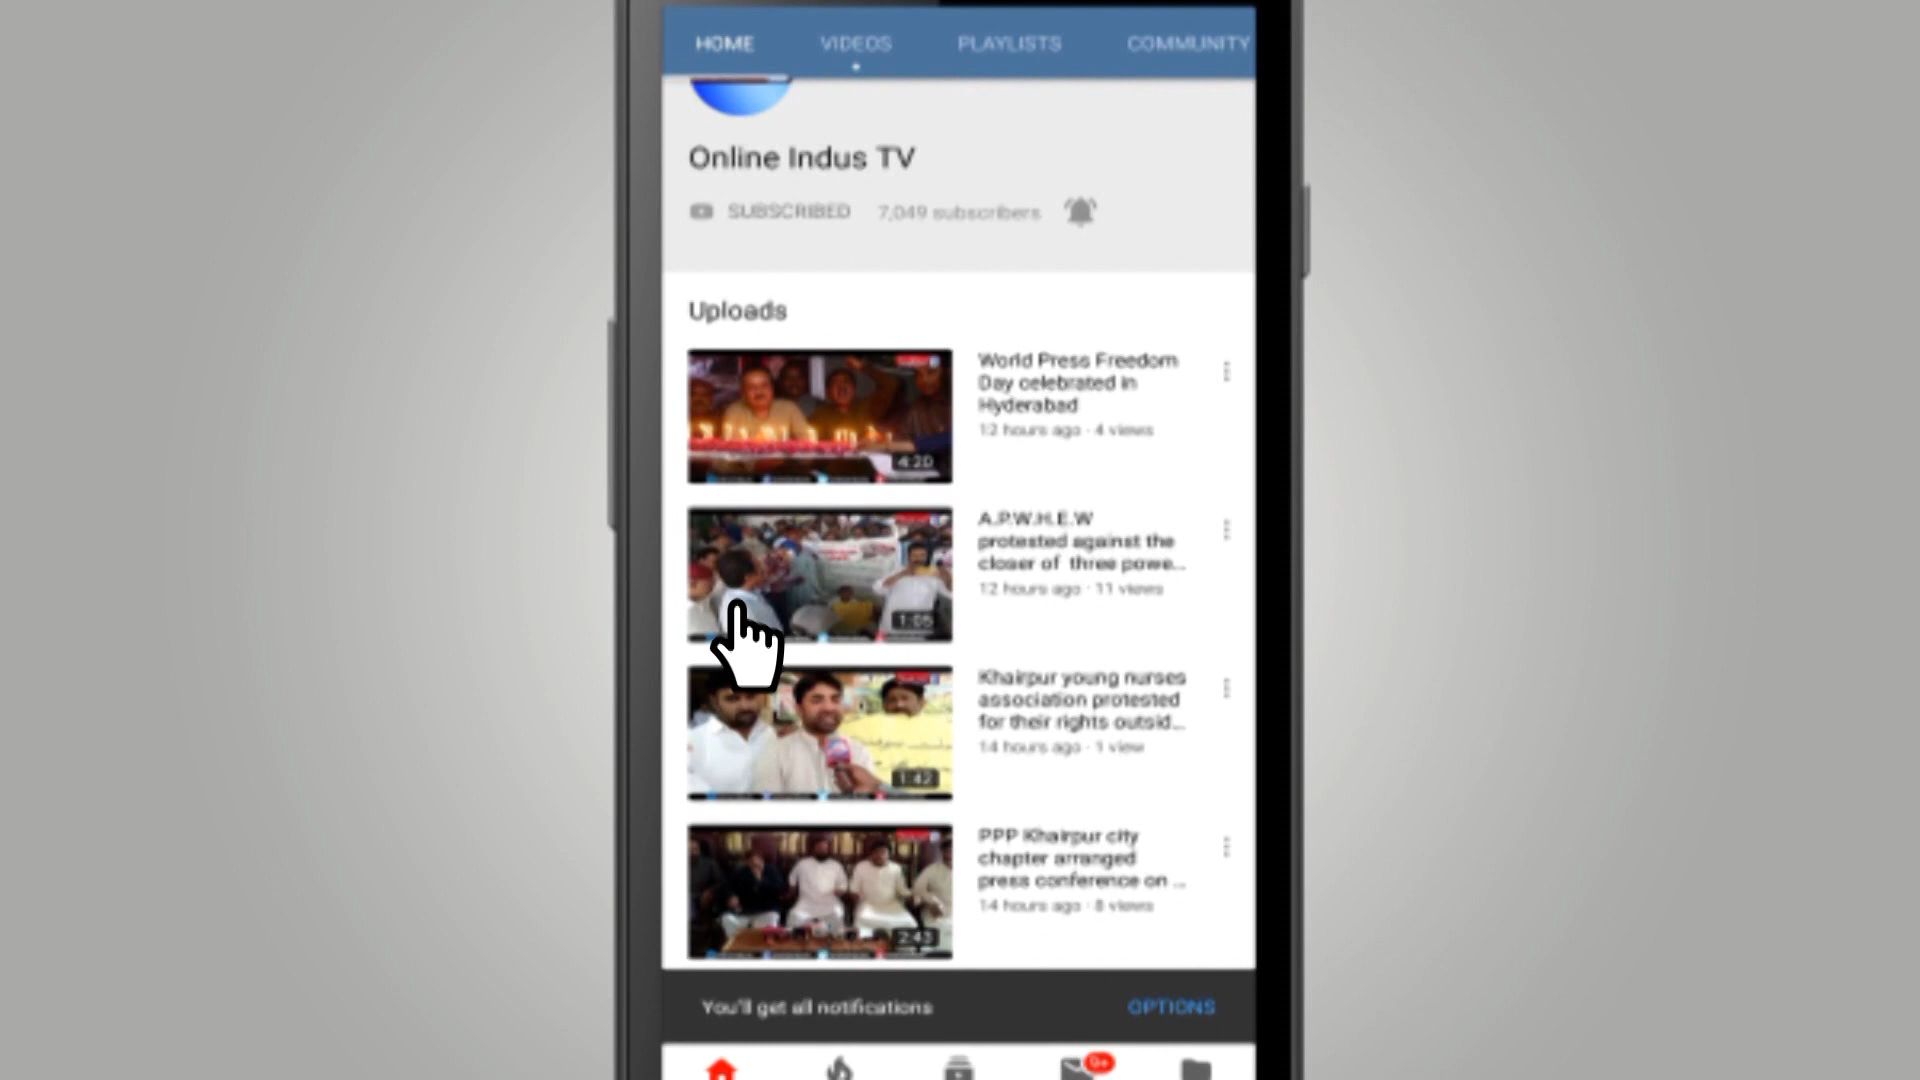 HOME VIDEOS PLAYLISTS COMMUNITY
Online Indus TV
SUBSCRIBED 7,049 subscribers
Uploads
World Press Freedom
Day celebrated in
Hyderabad
12 hours ago · 4 views
4:20
A.P.W.H.E.W
protested against the
closer of three powe...
12 hours ago · 11 views
1:05
Khairpur young nurses
association protested
for their rights outsid...
14 hours ago · 1 view
1:42
PPP Khairpur city
chapter arranged
press conference on ...
14 hours ago · 8 views
2:43
You'll get all notifications OPTIONS
9+